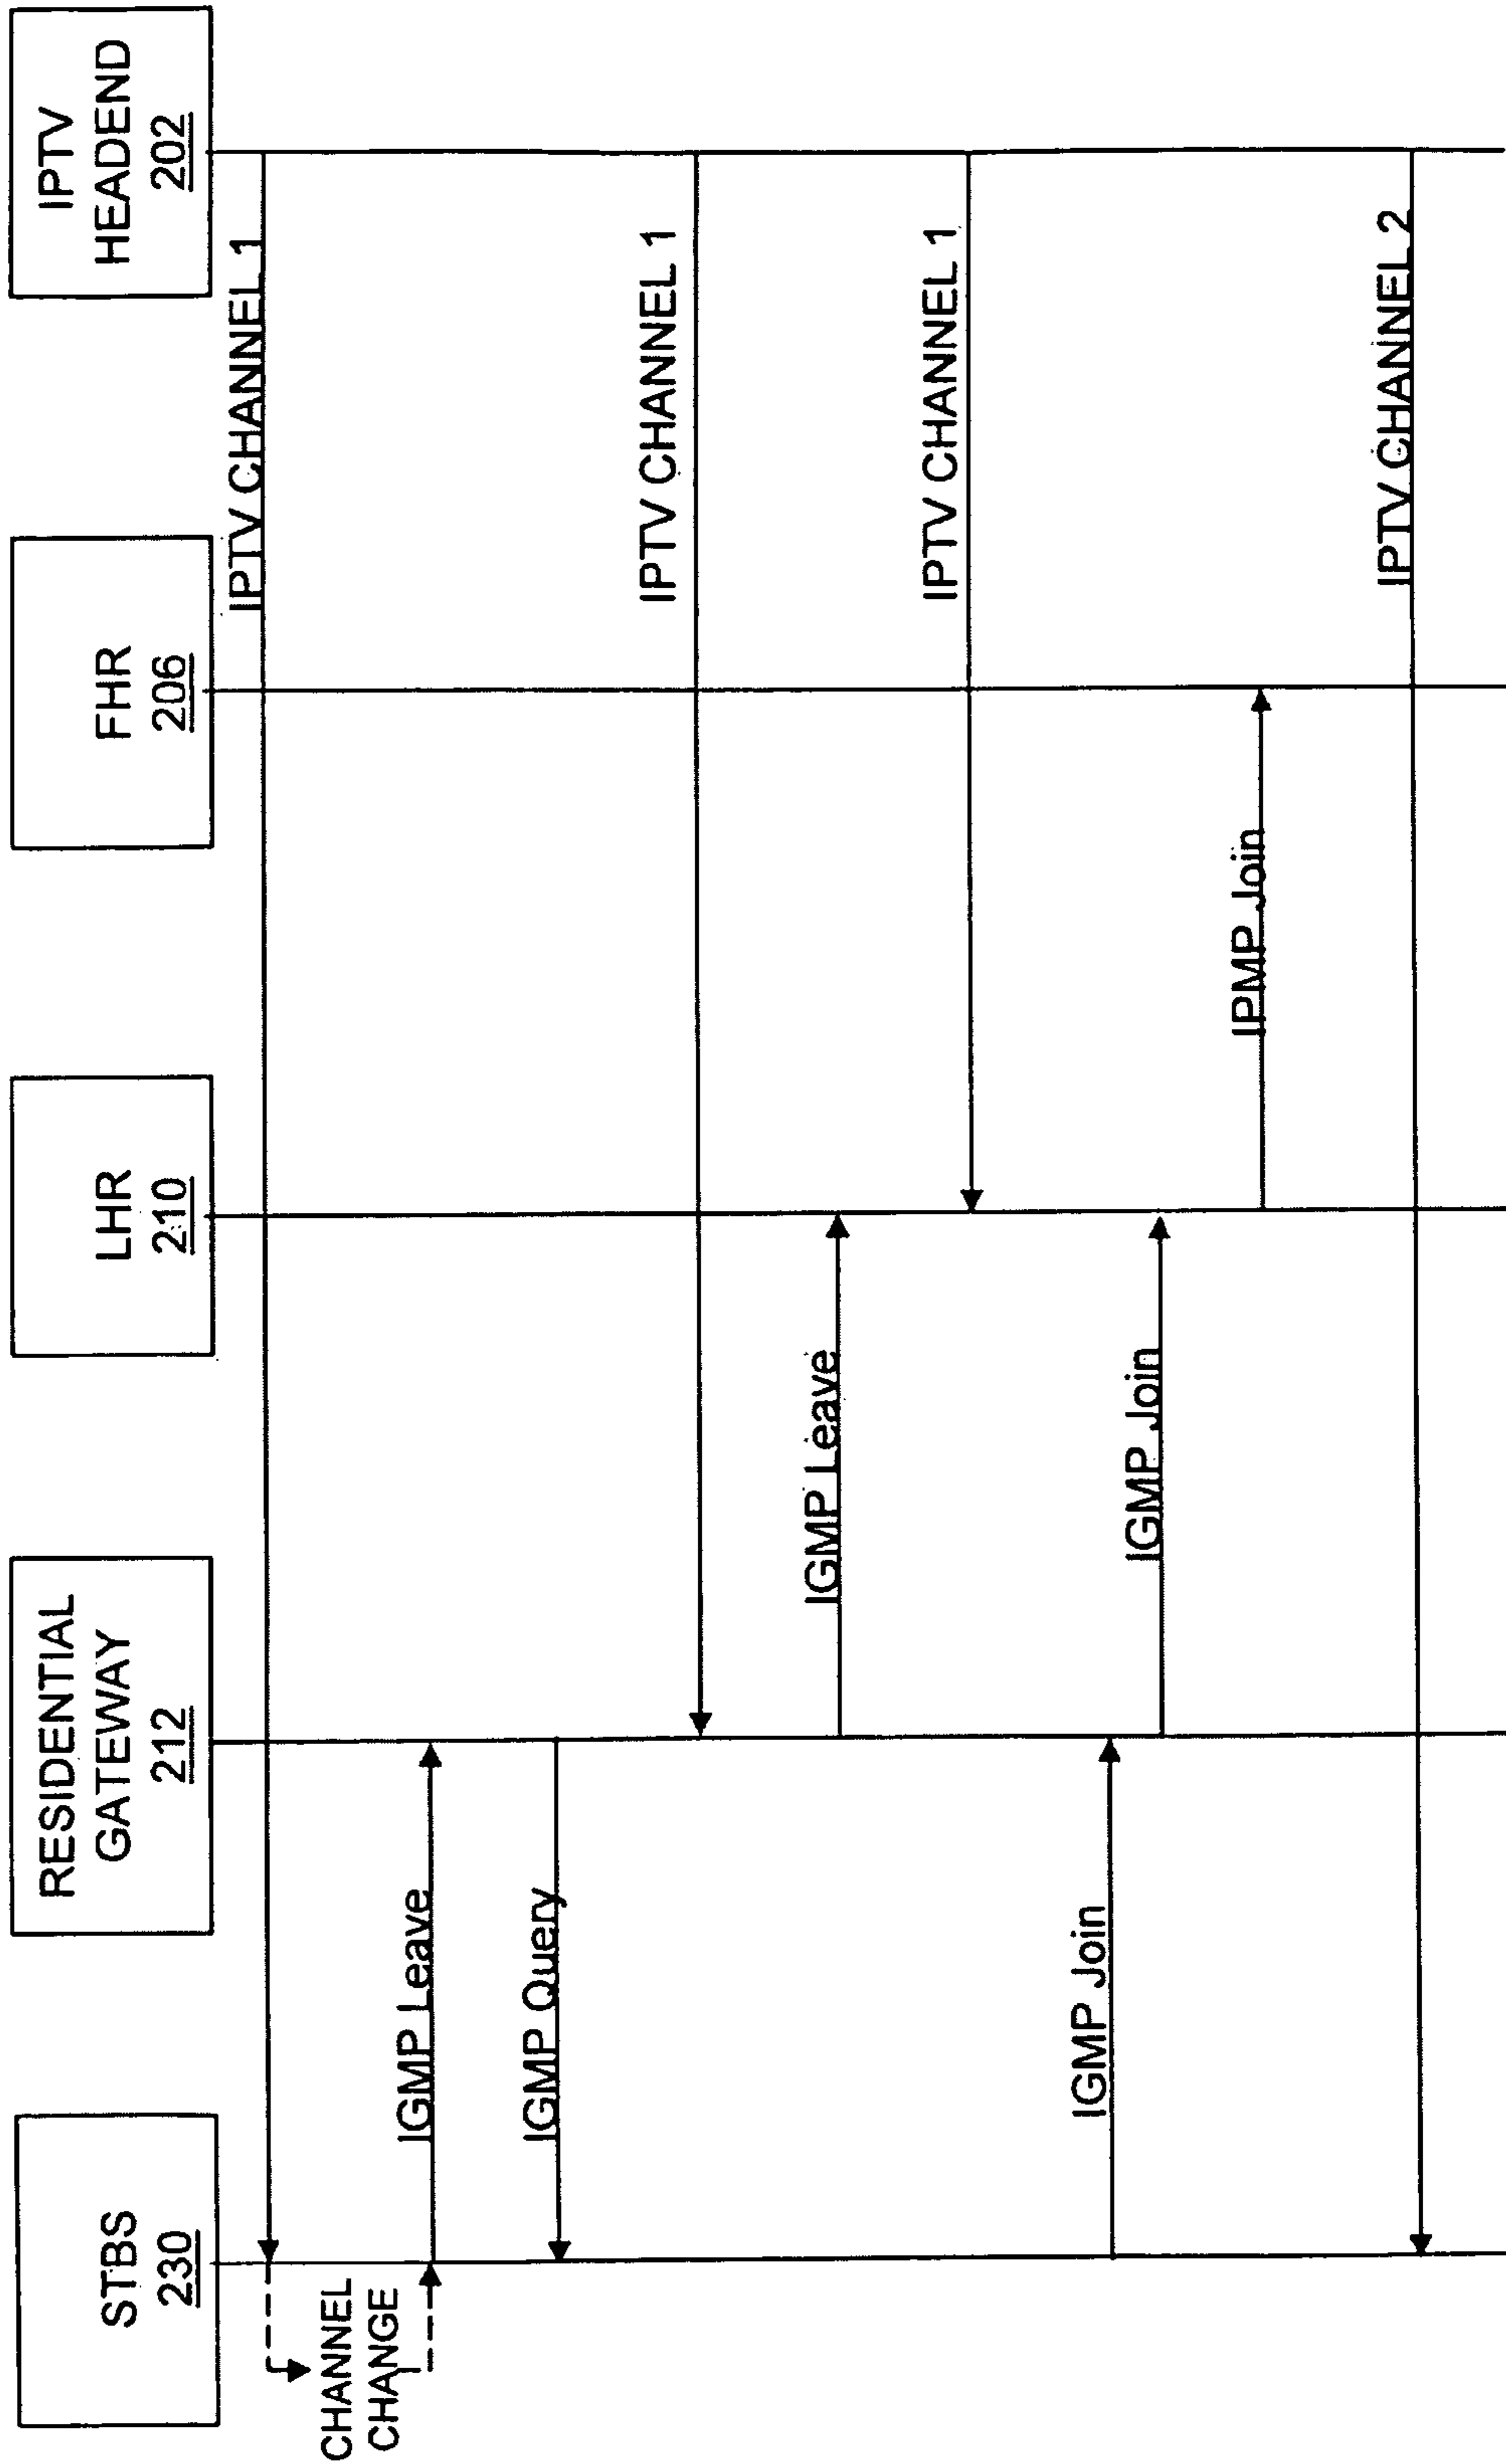 STBS
230
RESIDENTIAL
GATEWAY
212
LHR
210
FHR
206
IPTV
HEADEND
202
IPTV CHANNEL 1
CHANNEL
CHANGE
IGMP Leave
IGMP Query
IPTV CHANNEL 1
IGMP Leave
IPTV CHANNEL 1
IGMP Join
IGMP Join
IPMP Join
IPTV CHANNEL 2